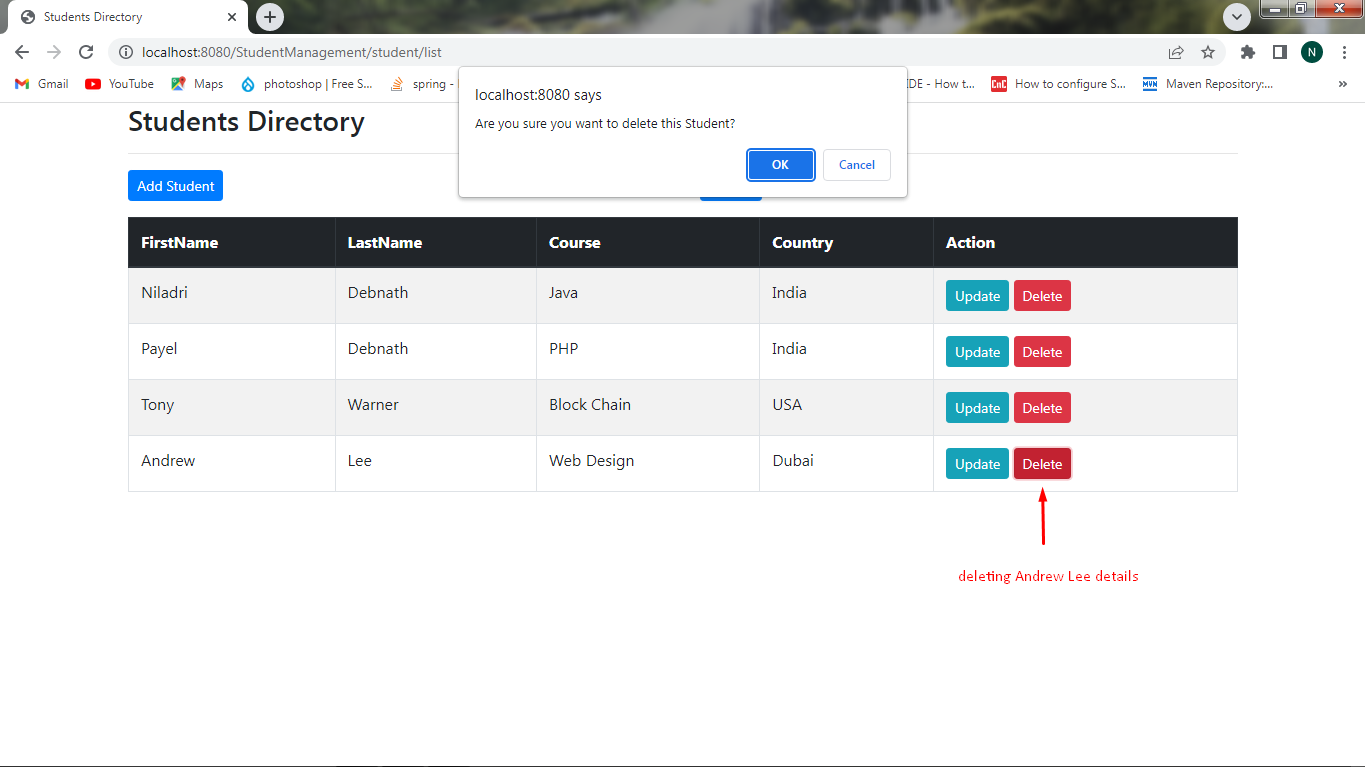 Students Directory
localhost:8080/StudentManagement/student/list
N
Gmail YouTube Maps photoshop | Free S... spring - IDE - How t... CnC How to configure S... MVN Maven Repository:... »
localhost:8080 says
Are you sure you want to delete this Student?
OK Cancel
Students Directory
Add Student
FirstName LastName Course Country Action
Niladri Debnath Java India Update Delete
Payel Debnath PHP India Update Delete
Tony Warner Block Chain USA Update Delete
Andrew Lee Web Design Dubai Update Delete
deleting Andrew Lee details